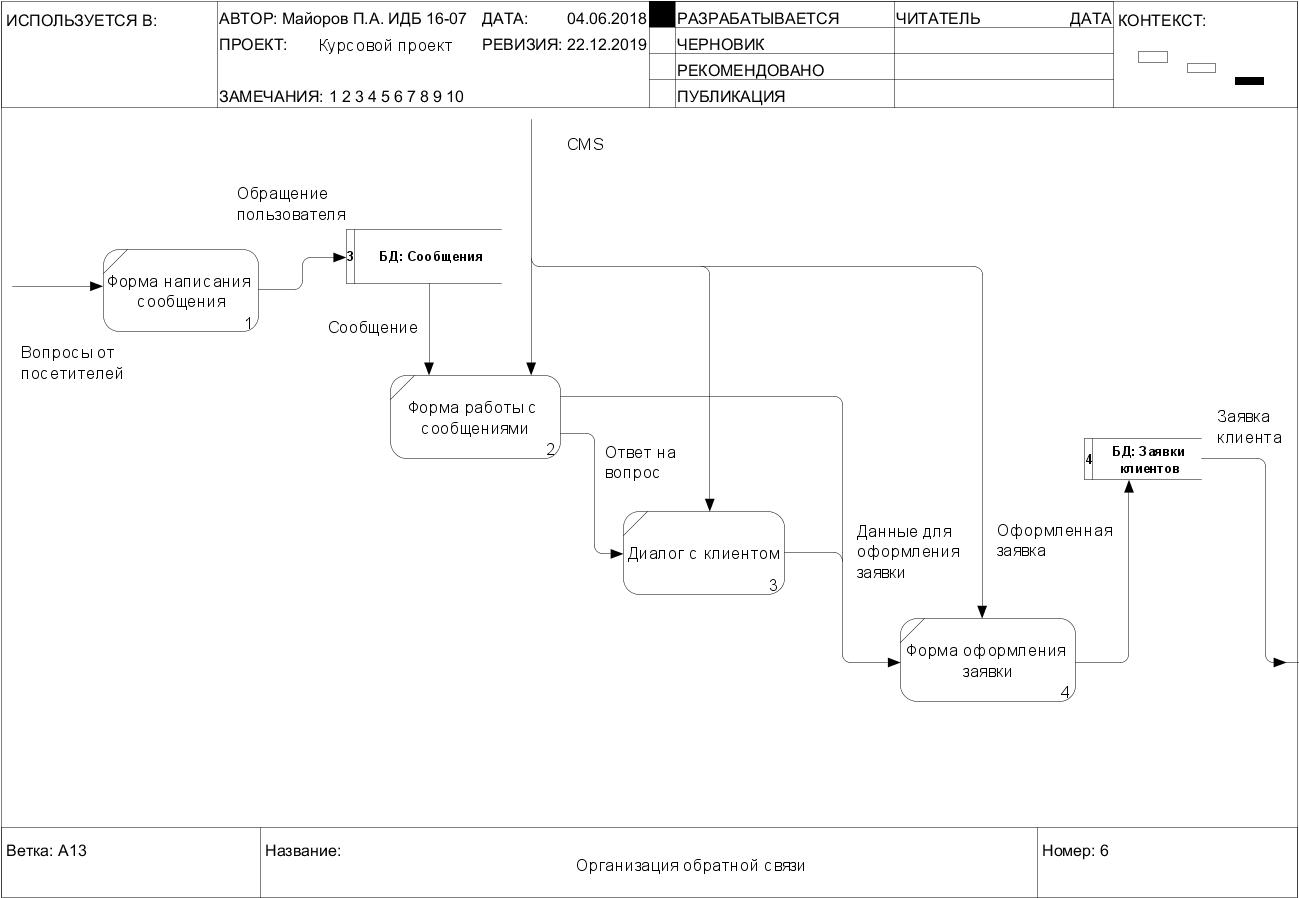 ИСПОЛЬЗУЕТСЯ В:
АВТОР: Майоров П.А. ИДБ 16-07
ДАТА: 04.06.2018
РАЗРАБАТЫВАЕТСЯ
ЧИТАТЕЛЬ
ДАТА
КОНТЕКСТ:
ПРОЕКТ: Курсовой проект
РЕВИЗИЯ: 22.12.2019
ЧЕРНОВИК
РЕКОМЕНДОВАНО
ЗАМЕЧАНИЯ: 1 2 3 4 5 6 7 8 9 10
ПУБЛИКАЦИЯ
CMS
Обращение
пользователя
3 БД: Сообщения
Форма написания
сообщения
1
Сообщение
Вопросы от
посетителей
Форма работы с
сообщениями
2
Ответ на
вопрос
Заявка
клиента
4 БД: Заявки
клиентов
Данные для
оформления
заявки
Оформленная
заявка
Диалог с клиентом
3
Форма оформления
заявки
4
Ветка: A13
Название:
Организация обратной связи
Номер: 6